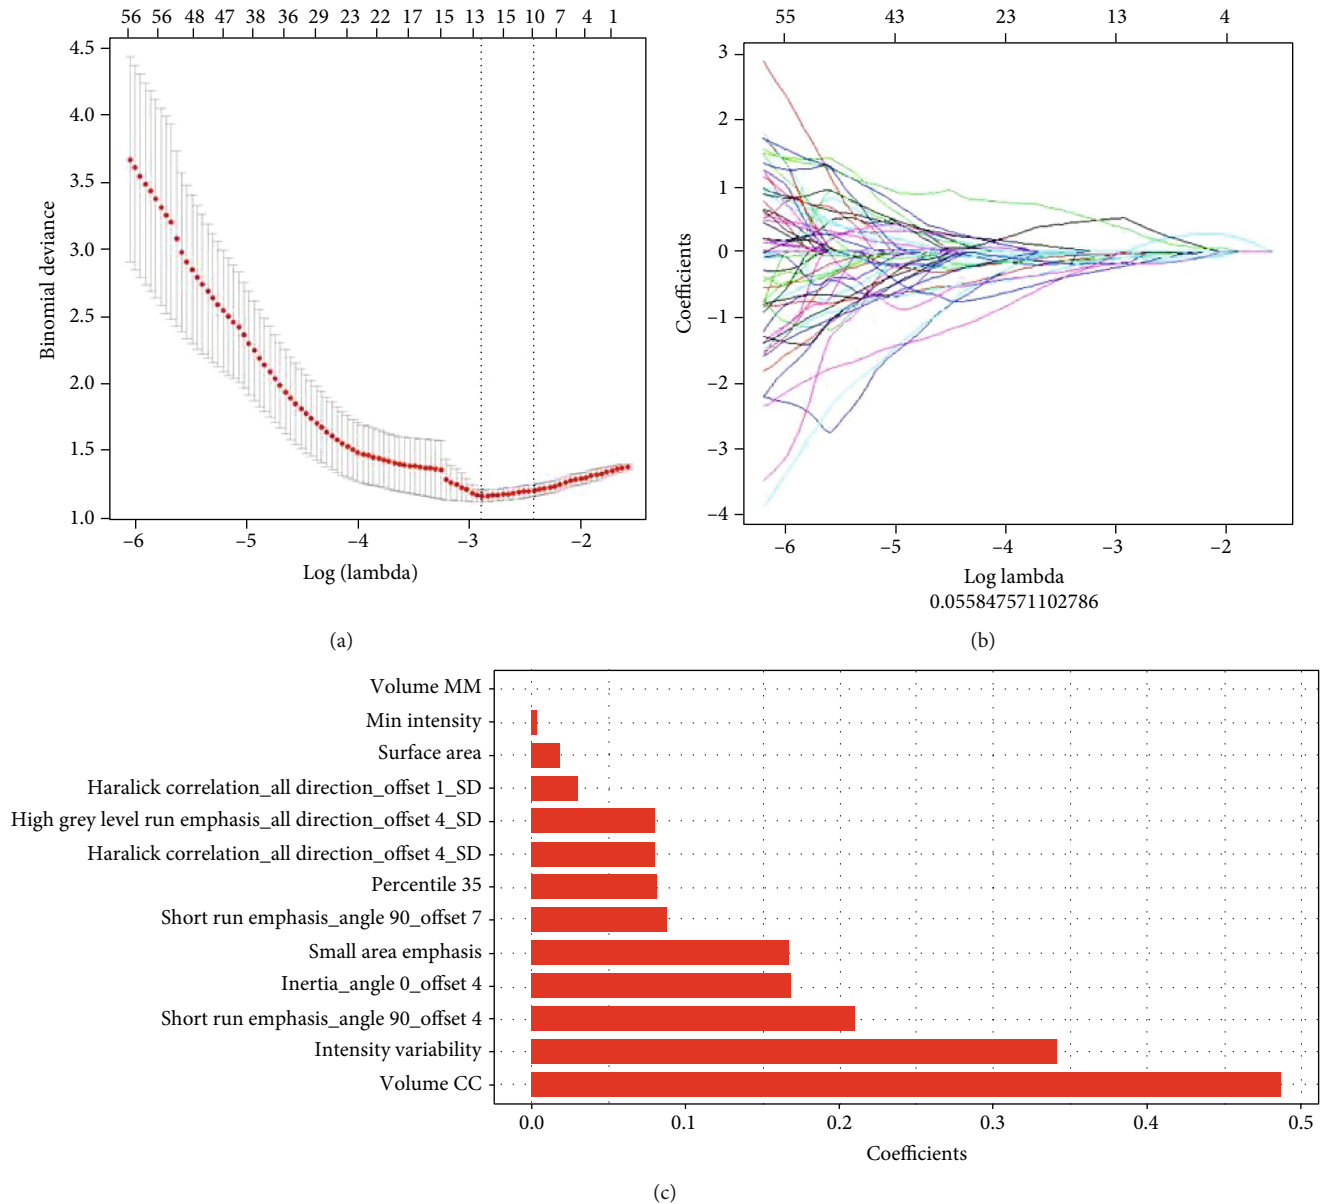 56 56 48 47 38 36 29 23 22 17 15 13 15 10 7 4 1
4.5
4.0
3.5
3.0
2.5
2.0
1.5
1.0
Binomial deviance
–6 –5 –4 –3 –2
Log (lambda)
(a)
55 43 23 13 4
3
2
1
0
–1
–2
–3
–4
Coefficients
–6 –5 –4 –3 –2
Log lambda
0.055847571102786
(b)
Volume MM
Min intensity
Surface area
Haralick correlation_all direction_offset 1_SD
High grey level run emphasis_all direction_offset 4_SD
Haralick correlation_all direction_offset 4_SD
Percentile 35
Short run emphasis_angle 90_offset 7
Small area emphasis
Inertia_angle 0_offset 4
Short run emphasis_angle 90_offset 4
Intensity variability
Volume CC
0.0 0.1 0.2 0.3 0.4 0.5
Coefficients
(c)